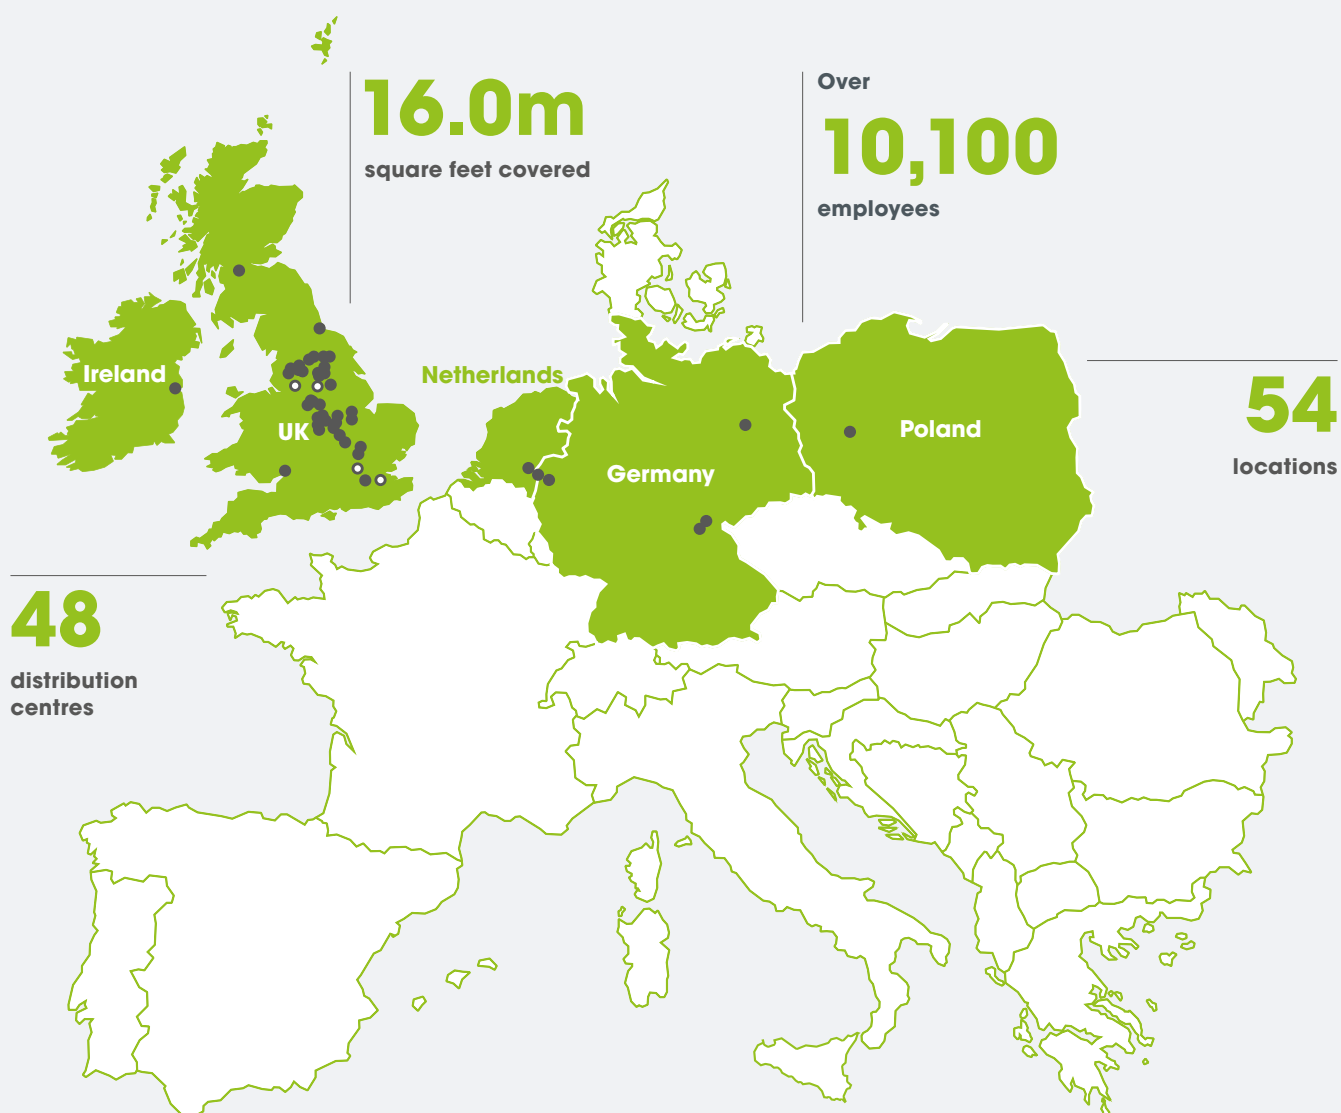 16.0m
square feet covered
Over
10,100
employees
Ireland
UK
Netherlands
Germany
Poland
54
locations
48
distribution
centres